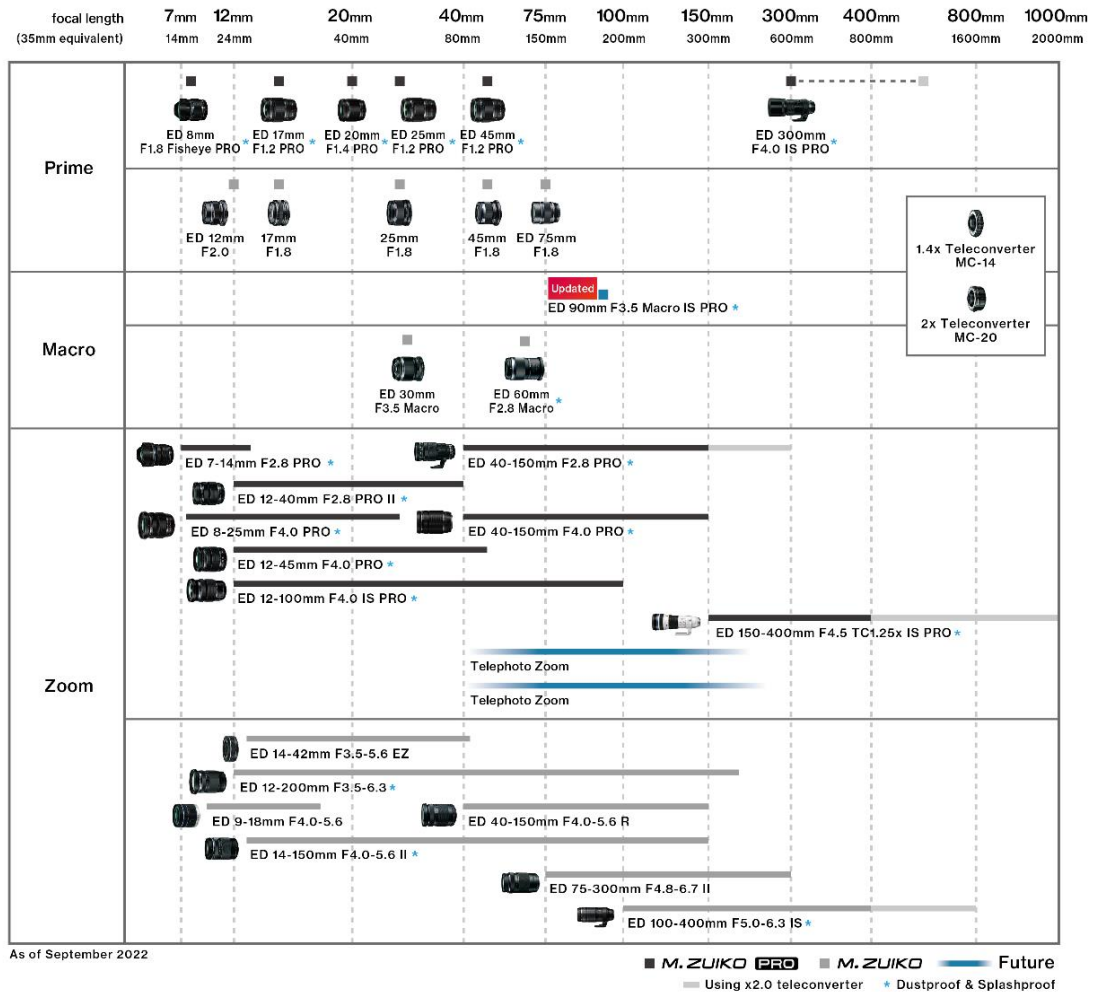 focal length 7mm 12mm 20mm 40mm 75mm 100mm 150mm 300mm 400mm 800mm 1000mm
(35mm equivalent) 14mm 24mm 40mm 80mm 150mm 200mm 300mm 600mm 800mm 1600mm 2000mm
Prime
ED 8mm
F1.8 Fisheye PRO *
ED 17mm
F1.2 PRO *
ED 20mm
F1.4 PRO *
ED 25mm
F1.2 PRO *
ED 45mm
F1.2 PRO *
ED 300mm
F4.0 IS PRO *
ED 12mm
F2.0
17mm
F1.8
25mm
F1.8
45mm
F1.8
ED 75mm
F1.8
1.4x Teleconverter
MC-14
2x Teleconverter
MC-20
Macro
Updated
ED 90mm F3.5 Macro IS PRO *
ED 30mm
F3.5 Macro
ED 60mm
F2.8 Macro *
Zoom
ED 7-14mm F2.8 PRO *
ED 40-150mm F2.8 PRO *
ED 12-40mm F2.8 PRO II *
ED 8-25mm F4.0 PRO *
ED 40-150mm F4.0 PRO *
ED 12-45mm F4.0 PRO *
ED 12-100mm F4.0 IS PRO *
ED 150-400mm F4.5 TC1.25x IS PRO *
Telephoto Zoom
Telephoto Zoom
ED 14-42mm F3.5-5.6 EZ
ED 12-200mm F3.5-6.3 *
ED 9-18mm F4.0-5.6
ED 40-150mm F4.0-5.6 R
ED 14-150mm F4.0-5.6 II *
ED 75-300mm F4.8-6.7 II
ED 100-400mm F5.0-6.3 IS *
As of September 2022
M.ZUIKO PRO M.ZUIKO Future
Using x2.0 teleconverter * Dustproof & Splashproof